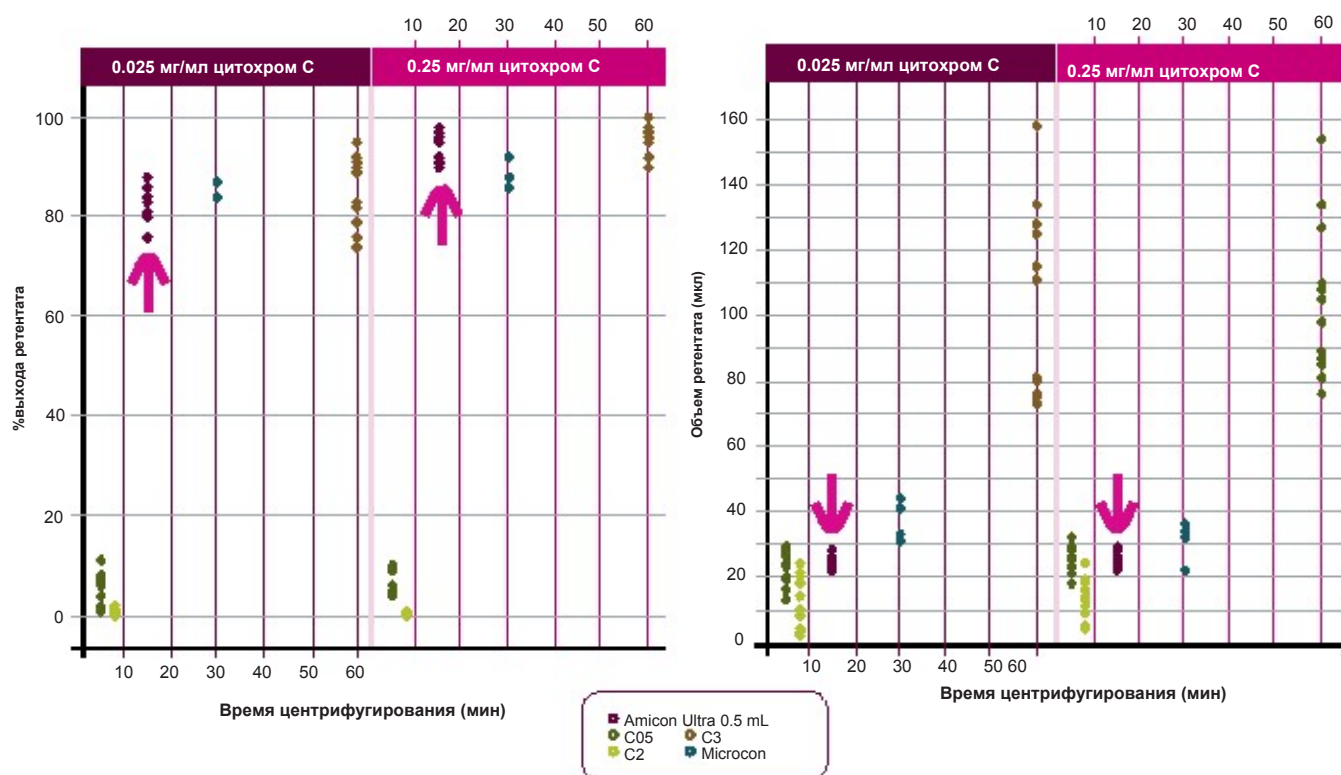 10 20 30 40 50 60
0.025 мг/мл цитохром С
0.25 мг/мл цитохром С
100
80
60
40
20
0
%выхода ретентата
10 20 30 40 50 60
Время центрифугирования (мин)
10 20 30 40 50 60
0.025 мг/мл цитохром С
0.25 мг/мл цитохром С
160
140
120
100
80
60
40
20
0
Объем ретентата (мкл)
10 20 30 40 50 60
Время центрифугирования (мин)
Amicon Ultra 0.5 mL
C05 C3
C2 Microcon